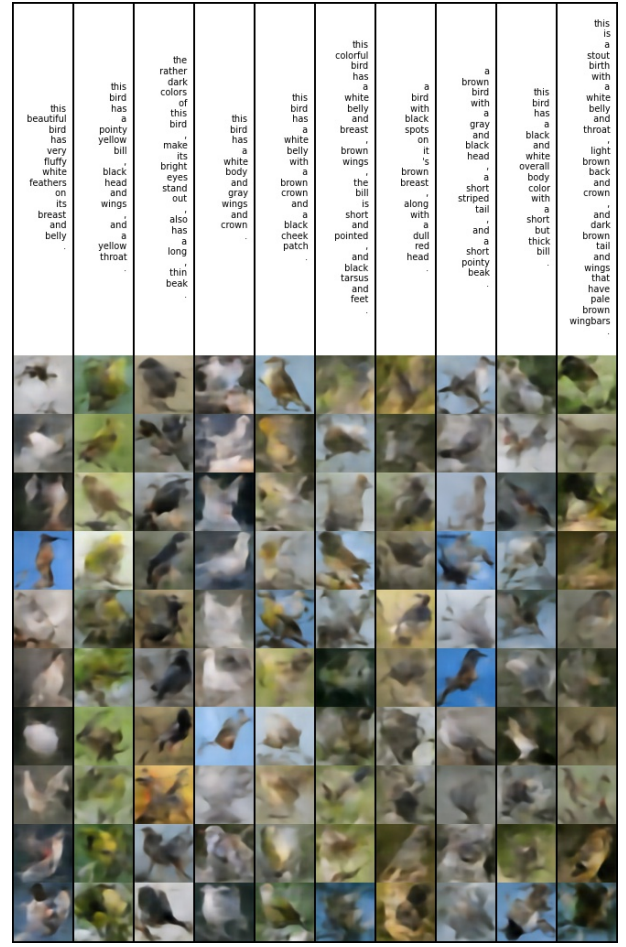 this
beautiful
bird
has
very
fluffy
white
feathers
on
its
breast
and
belly
.
this
bird
has
a
pointy
yellow
bill
,
black
head
and
wings
,
and
a
yellow
throat
.
the
rather
dark
colors
of
this
bird
,
make
its
bright
eyes
stand
out
,
also
has
a
long
,
thin
beak
.
this
bird
has
a
white
body
and
gray
wings
and
crown
.
this
bird
has
a
white
belly
with
a
brown
crown
and
a
black
cheek
patch
.
this
colorful
bird
has
a
white
belly
and
breast
,
brown
wings
,
the
bill
is
short
and
pointed
,
and
black
tarsus
and
feet
.
a
bird
with
black
spots
on
it
's
brown
breast
,
along
with
a
dull
red
head
.
a
brown
bird
with
a
gray
and
black
head
,
a
short
striped
tail
,
and
a
short
pointy
beak
.
this
bird
has
a
black
and
white
overall
body
color
with
a
short
but
thick
bill
.
this
is
a
stout
birth
with
a
white
belly
and
throat
,
light
brown
back
and
crown
,
and
dark
brown
tail
and
wings
that
have
pale
brown
wingbars
.